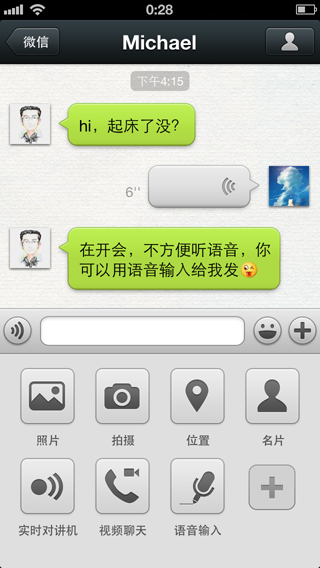 0:28
微信
Michael
下午4:15
hi，起床了没？
6''
在开会，不方便听语音，你
可以用语音输入给我发😜
照片
拍摄
位置
名片
实时对讲机
视频聊天
语音输入